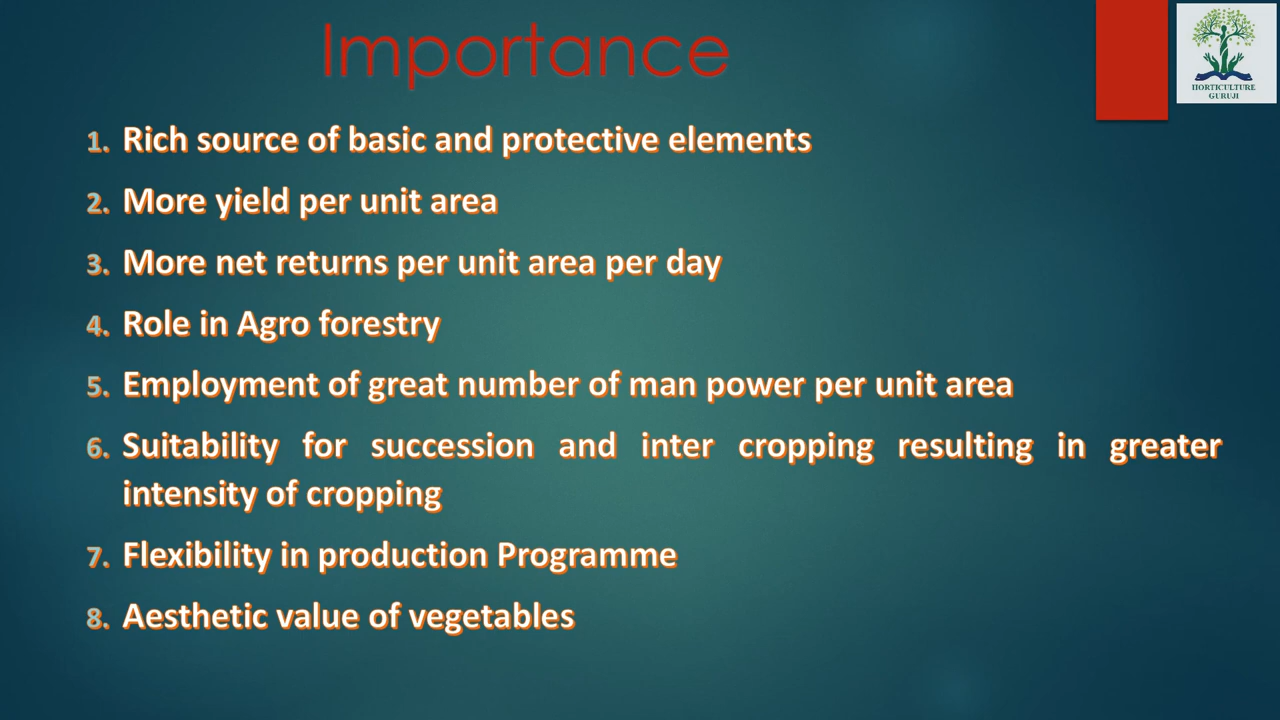 Importance
HORTICULTURE
GURUJI
1. Rich source of basic and protective elements
2. More yield per unit area
3. More net returns per unit area per day
4. Role in Agro forestry
5. Employment of great number of man power per unit area
6. Suitability for succession and inter cropping resulting in greater
intensity of cropping
7. Flexibility in production Programme
8. Aesthetic value of vegetables